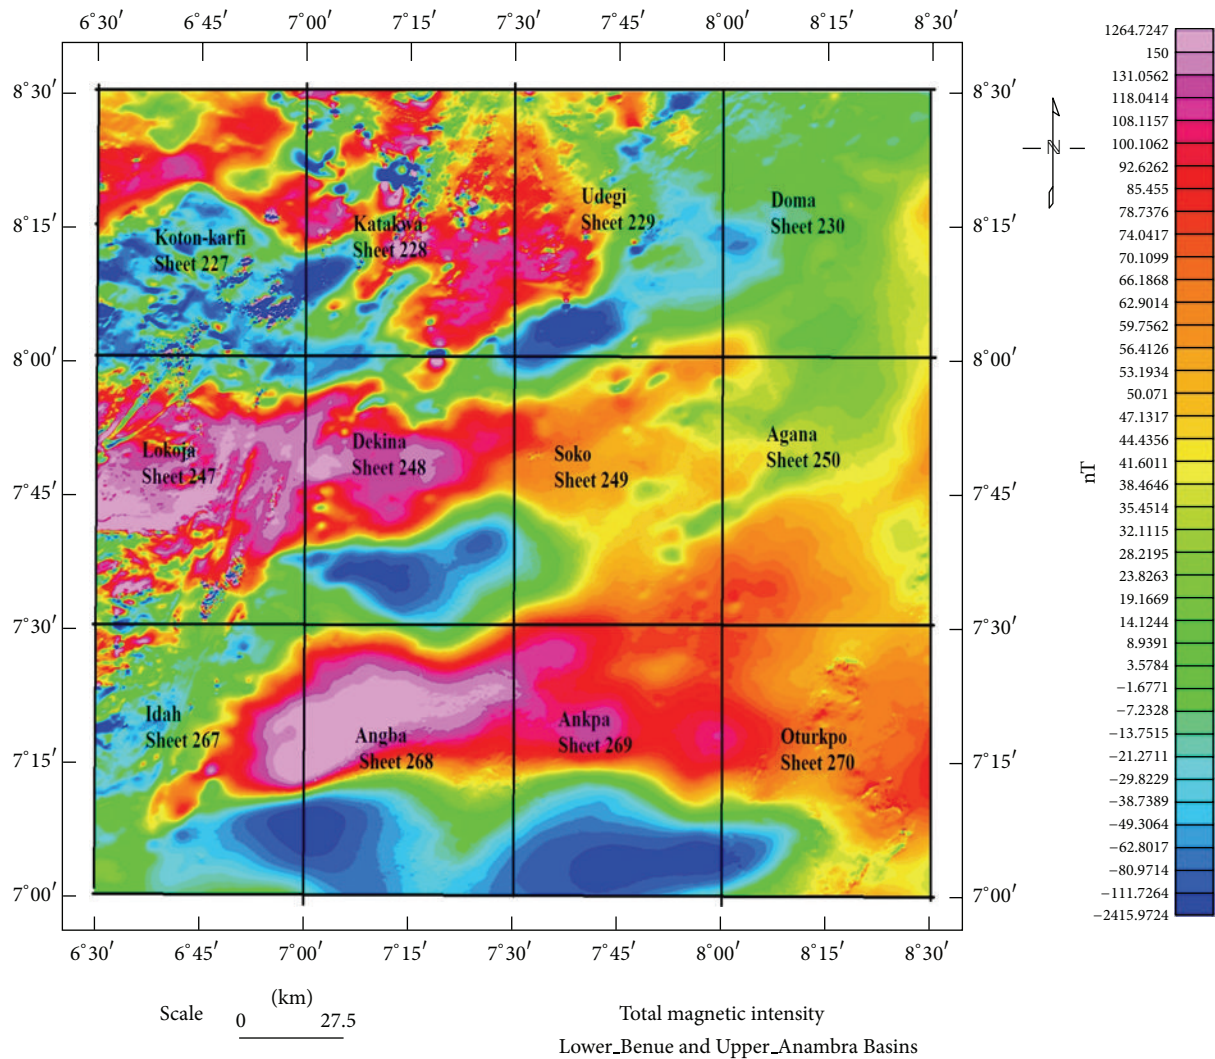 6°30′ 6°45′ 7°00′ 7°15′ 7°30′ 7°45′ 8°00′ 8°15′ 8°30′
8°30′
8°15′
8°00′
7°45′
7°30′
7°15′
7°00′
Koton-karfi
Sheet 227
Katakwa
Sheet 228
Udegi
Sheet 229
Doma
Sheet 230
Lokoja
Sheet 247
Dekina
Sheet 248
Soko
Sheet 249
Agana
Sheet 250
Idah
Sheet 267
Angba
Sheet 268
Ankpa
Sheet 269
Oturkpo
Sheet 270
8°30′
8°15′
8°00′
7°45′
7°30′
7°15′
7°00′
6°30′ 6°45′ 7°00′ 7°15′ 7°30′ 7°45′ 8°00′ 8°15′ 8°30′
N
nT
1264.7247
150
131.0562
118.0414
108.1157
100.1062
92.6262
85.455
78.7376
74.0417
70.1099
66.1868
62.9014
59.7562
56.4126
53.1934
50.071
47.1317
44.4356
41.6011
38.4646
35.4514
32.1115
28.2195
23.8263
19.1669
14.1244
8.9391
3.5784
−1.6771
−7.2328
−13.7515
−21.2711
−29.8229
−38.7389
−49.3064
−62.8017
−80.9714
−111.7264
−2415.9724
(km)
Scale 0 27.5
Total magnetic intensity
Lower_Benue and Upper_Anambra Basins